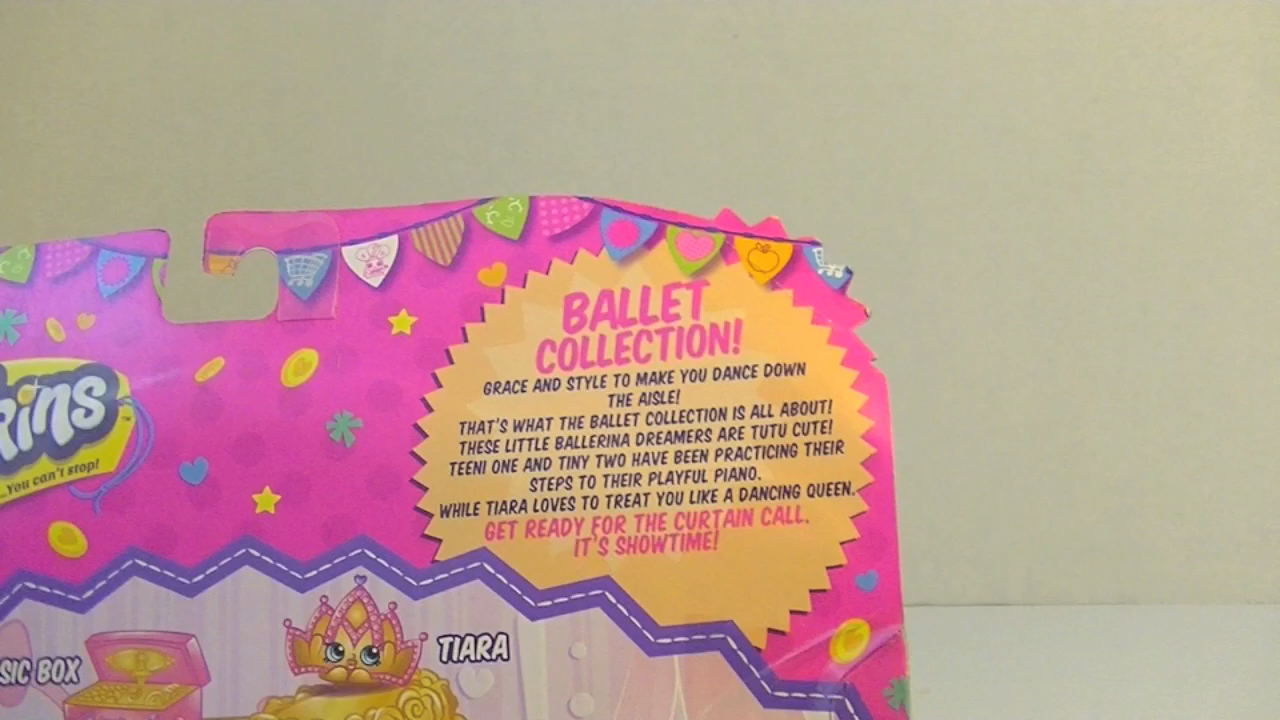 BALLET
COLLECTION!
GRACE AND STYLE TO MAKE YOU DANCE DOWN
THE AISLE!
THAT'S WHAT THE BALLET COLLECTION IS ALL ABOUT!
THESE LITTLE BALLERINA DREAMERS ARE TUTU CUTE!
TEENI ONE AND TINY TWO HAVE BEEN PRACTICING THEIR
STEPS TO THEIR PLAYFUL PIANO.
WHILE TIARA LOVES TO TREAT YOU LIKE A DANCING QUEEN.
GET READY FOR THE CURTAIN CALL.
IT'S SHOWTIME!
kins
...You can't stop!
TIARA
SIC BOX